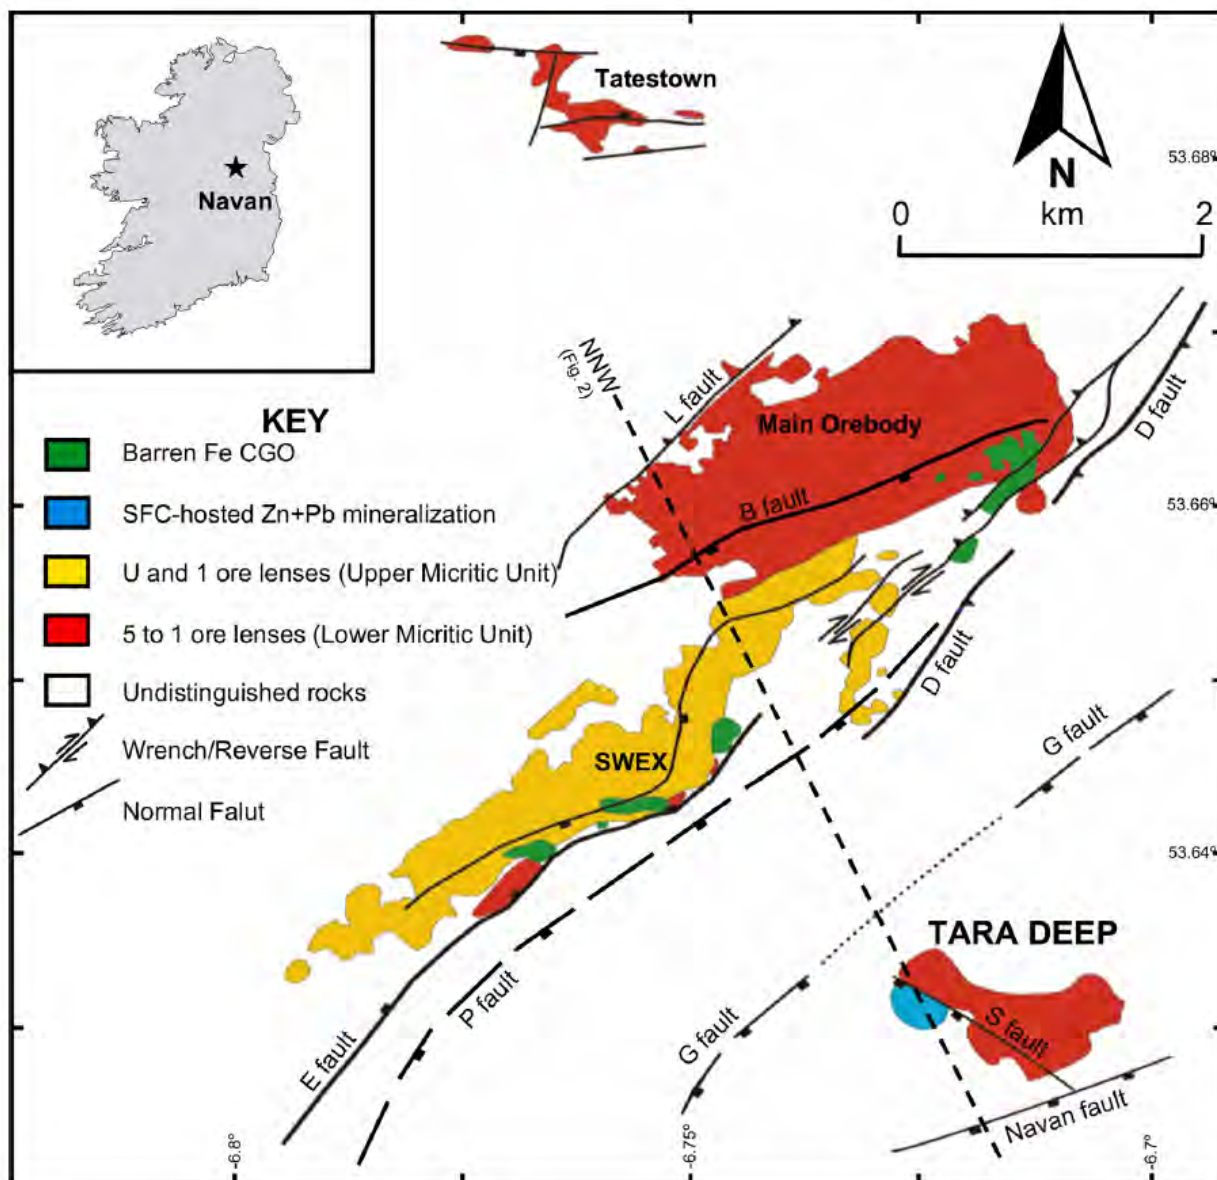 Navan
Tatestown
N
0
km
2
53.68°
NNW
(Fig. 2)
L fault
Main Orebody
D fault
B fault
53.66°
KEY
Barren Fe CGO
SFC-hosted Zn+Pb mineralization
U and 1 ore lenses (Upper Micritic Unit)
5 to 1 ore lenses (Lower Micritic Unit)
Undistinguished rocks
Wrench/Reverse Fault
Normal Falut
D fault
G fault
SWEX
53.64°
TARA DEEP
P fault
G fault
S fault
E fault
Navan fault
-6.8°
-6.75°
-6.7°